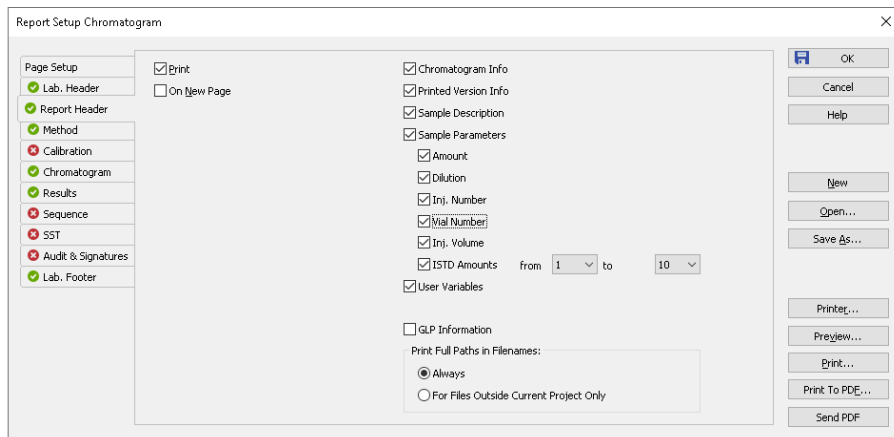 Report Setup Chromatogram
Page Setup
Lab. Header
Report Header
Method
Calibration
Chromatogram
Results
Sequence
SST
Audit & Signatures
Lab. Footer
Print
On New Page
Chromatogram Info
Printed Version Info
Sample Description
Sample Parameters
Amount
Dilution
Inj. Number
Vial Number
Inj. Volume
ISTD Amounts from 1 to 10
User Variables
GLP Information
Print Full Paths in Filenames:
Always
For Files Outside Current Project Only
OK
Cancel
Help
New
Open...
Save As...
Printer...
Preview...
Print...
Print To PDF...
Send PDF